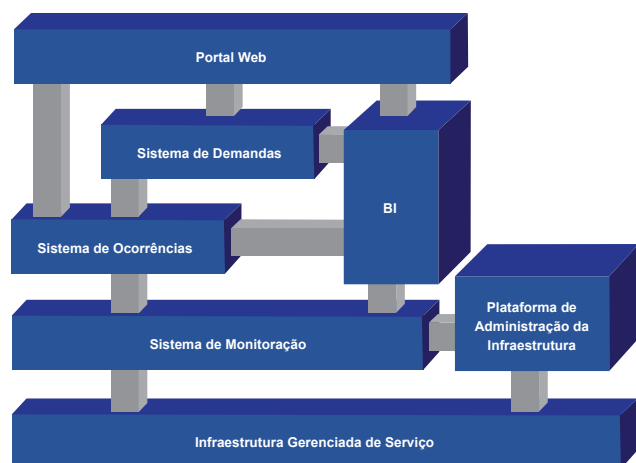 Portal Web
Sistema de Demandas
BI
Sistema de Ocorrências
Plataforma de
Administração da
Infraestrutura
Sistema de Monitoração
Infraestrutura Gerenciada de Serviço